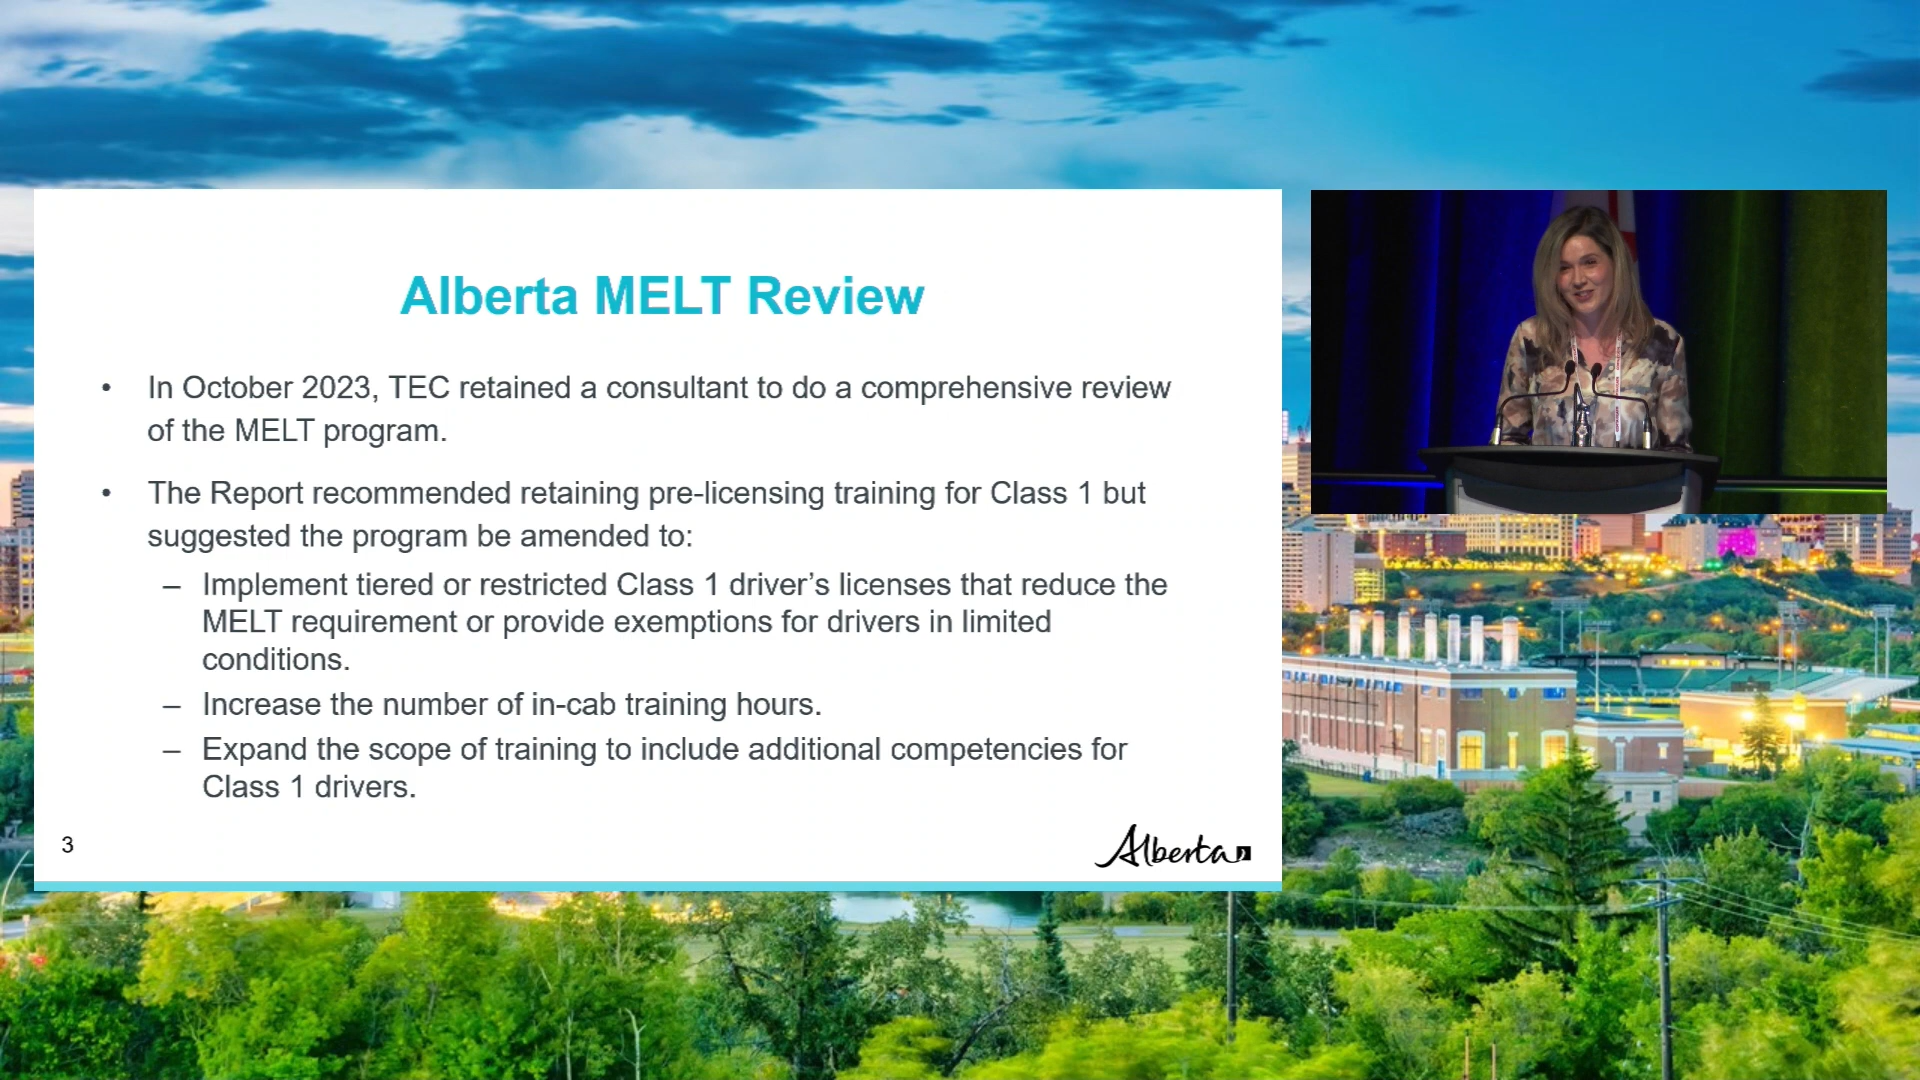 Alberta MELT Review
• In October 2023, TEC retained a consultant to do a comprehensive review
of the MELT program.
• The Report recommended retaining pre-licensing training for Class 1 but
suggested the program be amended to:
– Implement tiered or restricted Class 1 driver’s licenses that reduce the
MELT requirement or provide exemptions for drivers in limited
conditions.
– Increase the number of in-cab training hours.
– Expand the scope of training to include additional competencies for
Class 1 drivers.
3
Alberta